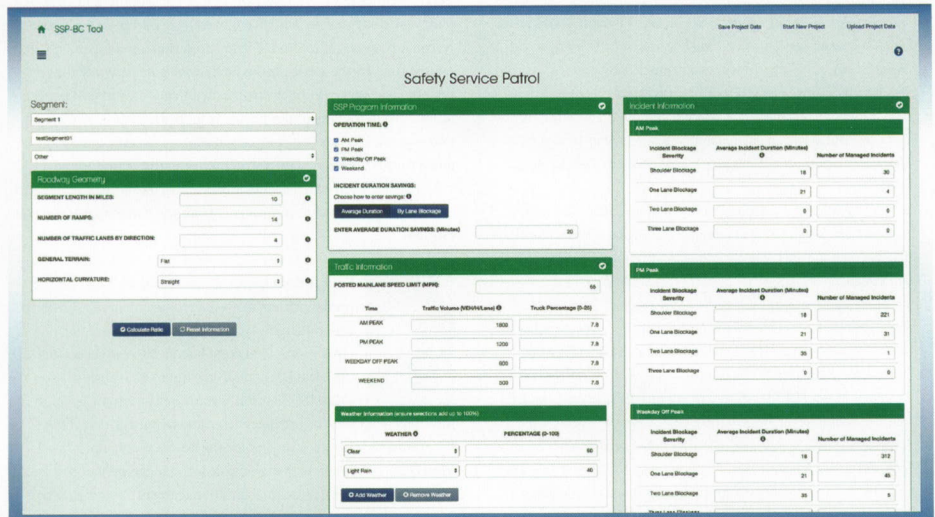 SSP-BC Tool
Save Project Data Start New Project Upload Project Data
Safety Service Patrol
Segment:
Segment 1
testSegment01
Other
Roadway Geometry
SEGMENT LENGTH IN MILES: 10
NUMBER OF RAMPS: 14
NUMBER OF TRAFFIC LANES BY DIRECTION: 4
GENERAL TERRAIN: Flat
HORIZONTAL CURVATURE: Straight
Calculate Ratio Reset Information
SSP Program Information
OPERATION TIME:
AM Peak
PM Peak
Weekday Off Peak
Weekend
INCIDENT DURATION SAVINGS:
Choose how to enter savings:
Average Duration By Lane Blockage
ENTER AVERAGE DURATION SAVINGS: (Minutes) 20
Traffic Information
POSTED MAINLANE SPEED LIMIT (MPH):
Time Traffic Volume (VEH/H/Lane) Truck Percentage (0-25)
AM PEAK 1800 7.8
PM PEAK 1200 7.8
WEEKDAY OFF PEAK 600 7.8
WEEKEND 500 7.8
Weather Information (ensure selections add up to 100%)
WEATHER PERCENTAGE (0-100)
Clear 60
Light Rain 40
Add Weather Remove Weather
Incident Information
AM Peak
Incident Blockage Severity Average Incident Duration (Minutes) Number of Managed Incidents
Shoulder Blockage 18
One Lane Blockage 21 4
Two Lane Blockage
Three Lane Blockage
PM Peak
Incident Blockage Severity Average Incident Duration (Minutes) Number of Managed Incidents
Shoulder Blockage 18 221
One Lane Blockage 21 31
Two Lane Blockage 35 1
Three Lane Blockage 0 0
Weekday Off Peak
Incident Blockage Severity Average Incident Duration (Minutes) Number of Managed Incidents
Shoulder Blockage 18 312
One Lane Blockage 21
Two Lane Blockage 35